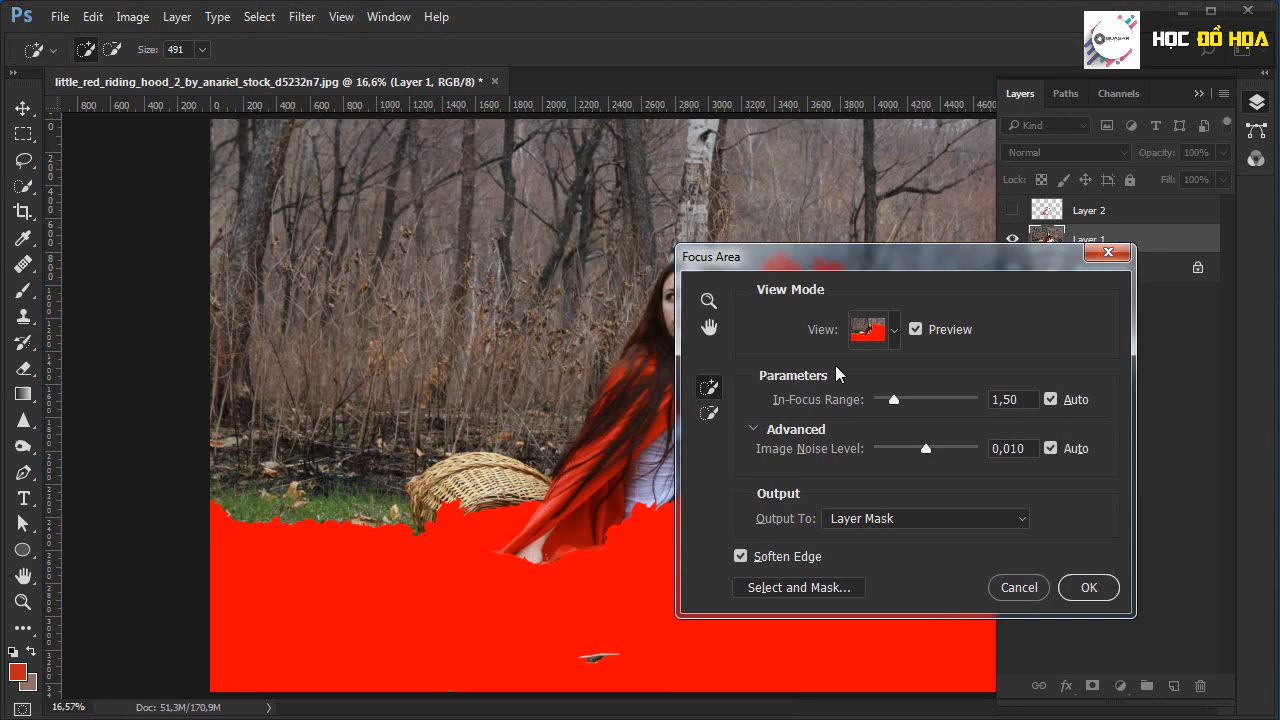 Ps File Edit Image Layer Type Select Filter View Window Help
HỌC ĐỒ HỌA
Size: 491
little_red_riding_hood_2_by_anariel_stock_d5232n7.jpg @ 16,6% (Layer 1, RGB/8) *
800 600 400 200 0 200 400 600 800 1000 1200 1400 1600 1800 2000 2200 2400 2600 2800 3000 3200 3400 3600 3800 4000 4200 4400 4600
Layers Paths Channels
Kind
Normal Opacity: 100%
Lock: Fill: 100%
Layer 2
Layer 1
Focus Area
View Mode
View: Preview
Parameters
In-Focus Range: 1,50 Auto
Advanced
Image Noise Level: 0,010 Auto
Output
Output To: Layer Mask
Soften Edge
Select and Mask... Cancel OK
16,57% Doc: 51,3M/170,9M